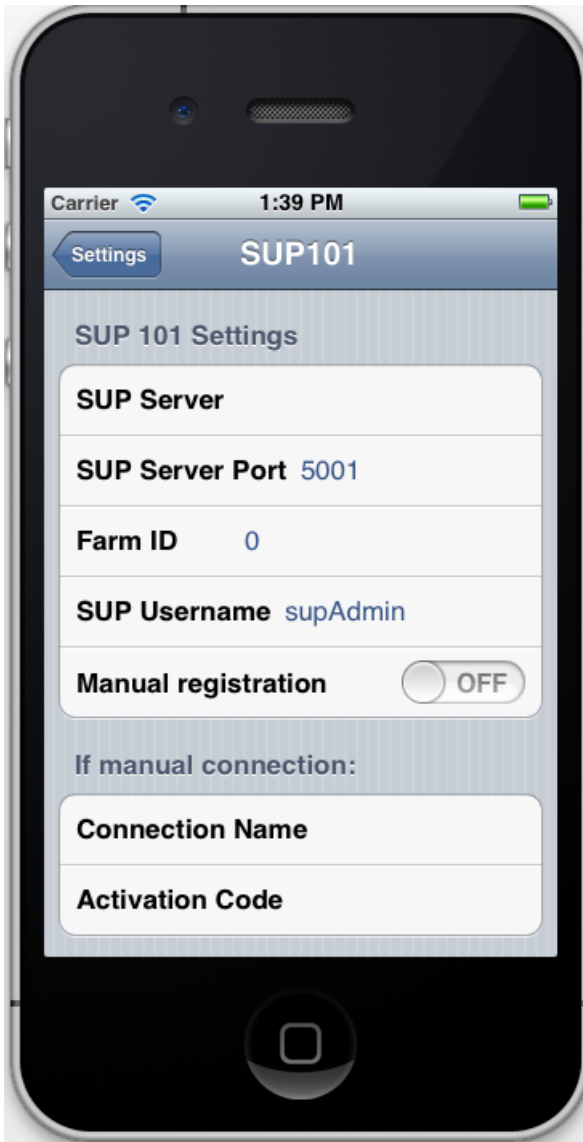 Carrier 1:39 PM
Settings SUP101
SUP 101 Settings
SUP Server
SUP Server Port 5001
Farm ID 0
SUP Username supAdmin
Manual registration OFF
If manual connection:
Connection Name
Activation Code